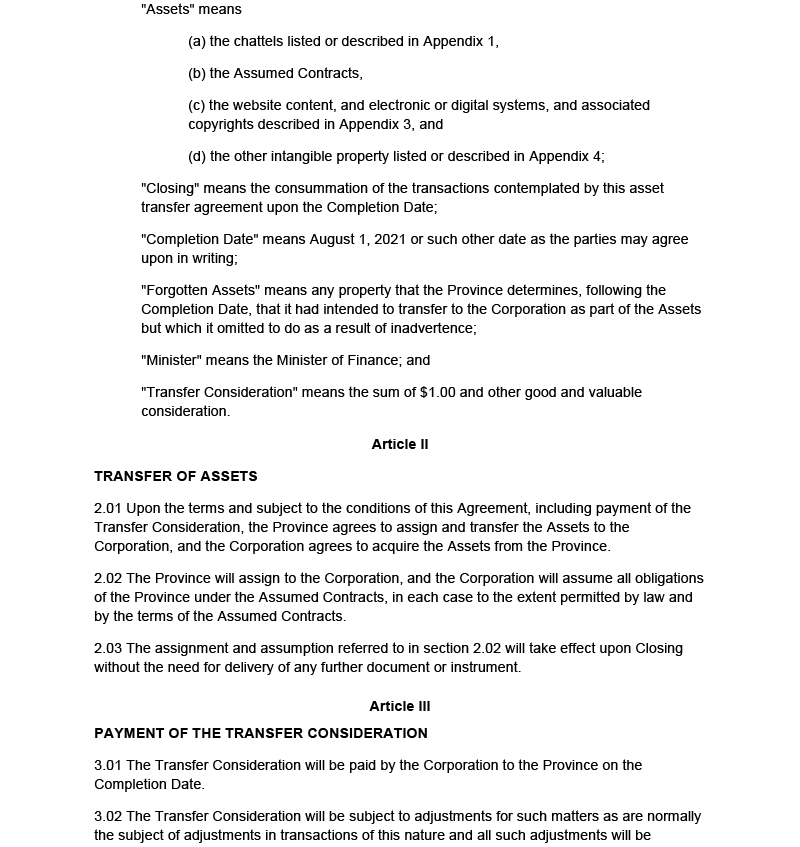 "Assets" means
(a) the chattels listed or described in Appendix 1,
(b) the Assumed Contracts,
(c) the website content, and electronic or digital systems, and associated
copyrights described in Appendix 3, and
(d) the other intangible property listed or described in Appendix 4;
"Closing" means the consummation of the transactions contemplated by this asset
transfer agreement upon the Completion Date;
"Completion Date" means August 1, 2021 or such other date as the parties may agree
upon in writing;
"Forgotten Assets" means any property that the Province determines, following the
Completion Date, that it had intended to transfer to the Corporation as part of the Assets
but which it omitted to do as a result of inadvertence;
"Minister" means the Minister of Finance; and
"Transfer Consideration" means the sum of $1.00 and other good and valuable
consideration.
Article II
TRANSFER OF ASSETS
2.01 Upon the terms and subject to the conditions of this Agreement, including payment of the
Transfer Consideration, the Province agrees to assign and transfer the Assets to the
Corporation, and the Corporation agrees to acquire the Assets from the Province.
2.02 The Province will assign to the Corporation, and the Corporation will assume all obligations
of the Province under the Assumed Contracts, in each case to the extent permitted by law and
by the terms of the Assumed Contracts.
2.03 The assignment and assumption referred to in section 2.02 will take effect upon Closing
without the need for delivery of any further document or instrument.
Article III
PAYMENT OF THE TRANSFER CONSIDERATION
3.01 The Transfer Consideration will be paid by the Corporation to the Province on the
Completion Date.
3.02 The Transfer Consideration will be subject to adjustments for such matters as are normally
the subject of adjustments in transactions of this nature and all such adjustments will be